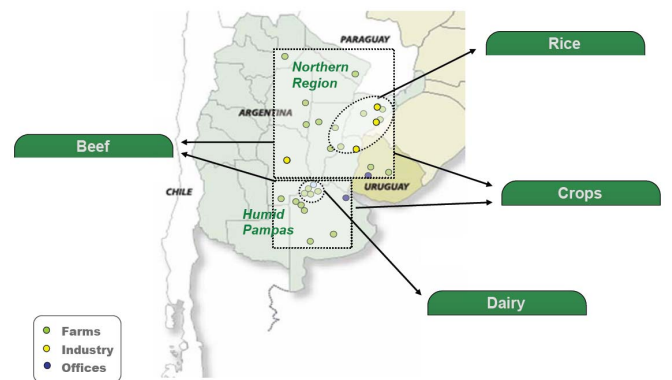 PARAGUAY
Rice
Northern
Region
ARGENTINA
Beef
CHILE
URUGUAY
Crops
Humid
Pampas
Dairy
Farms
Industry
Offices